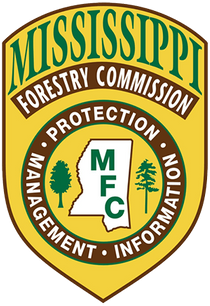 MISSISSIPPI
FORESTRY COMMISSION
• PROTECTION •
MANAGEMENT • INFORMATION
MFC